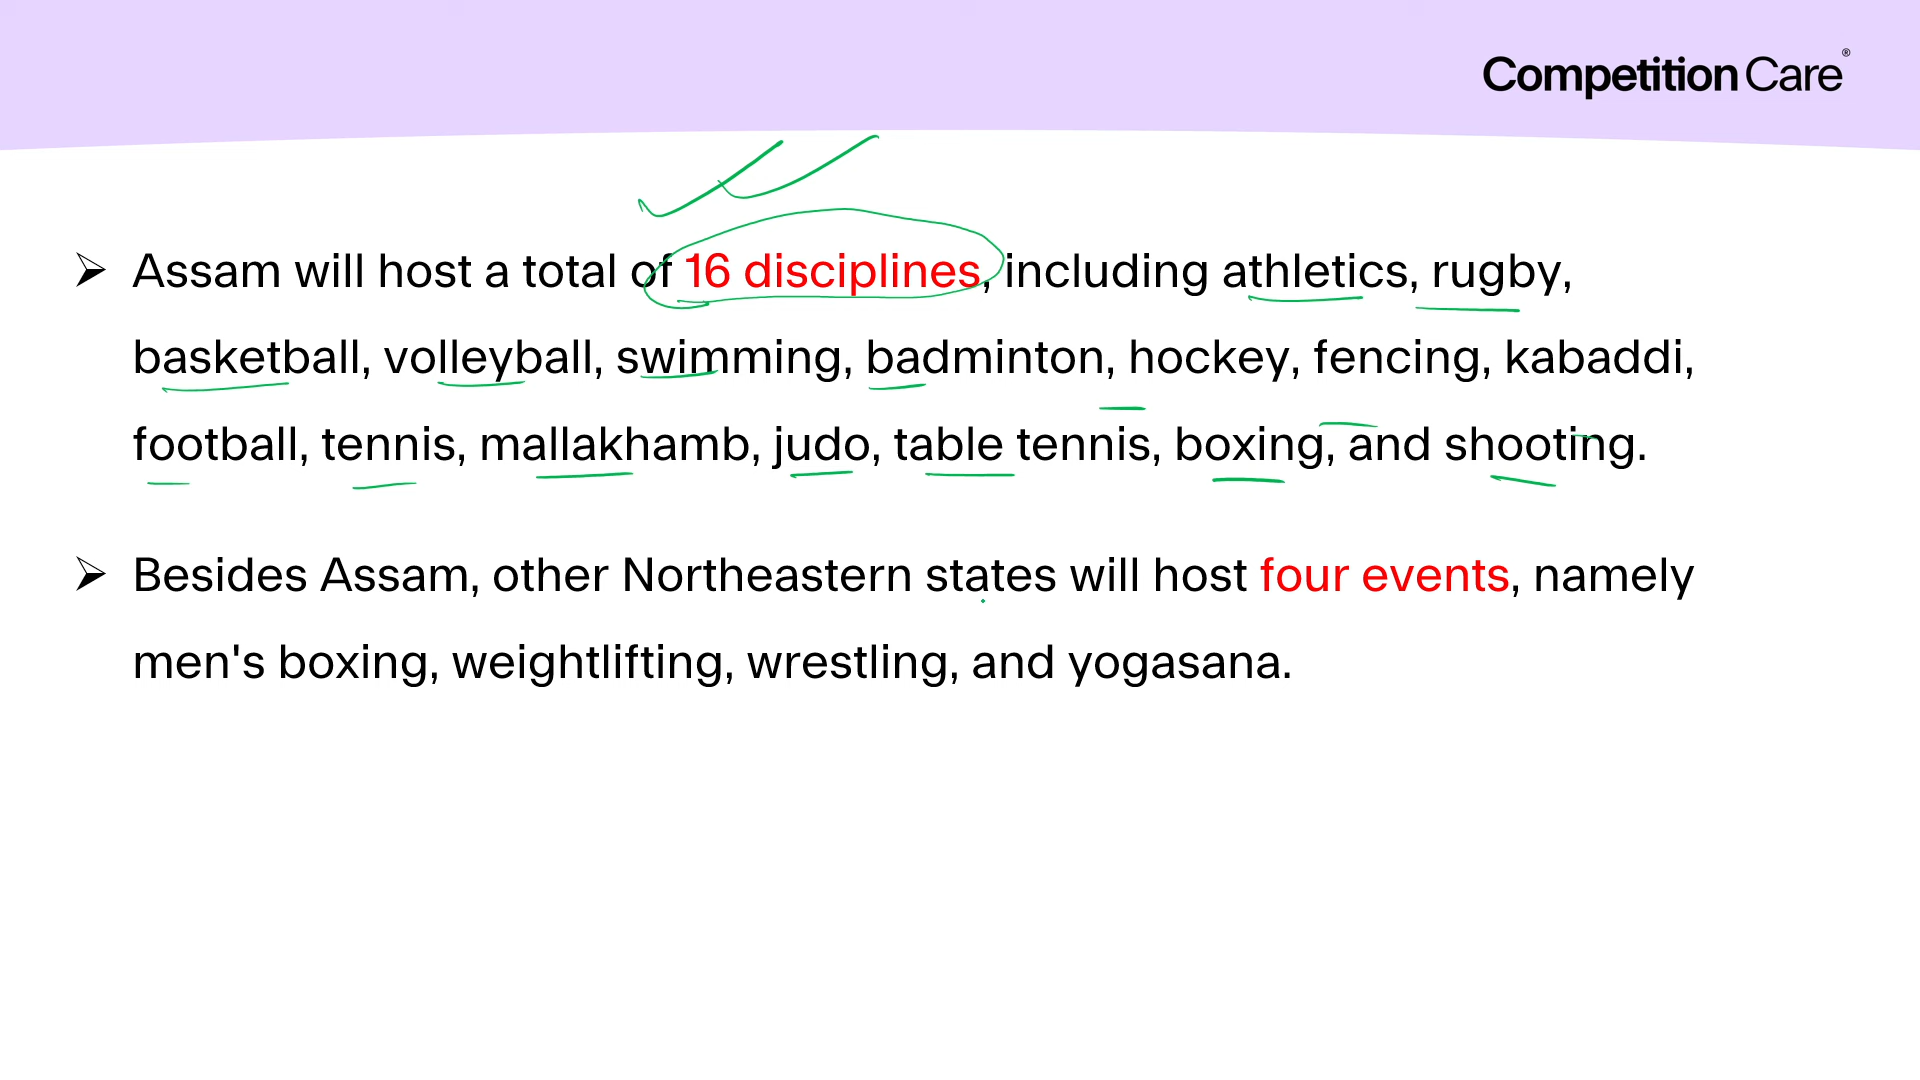 Competition Care®
➢ Assam will host a total of 16 disciplines, including athletics, rugby,
basketball, volleyball, swimming, badminton, hockey, fencing, kabaddi,
football, tennis, mallakhamb, judo, table tennis, boxing, and shooting.
➢ Besides Assam, other Northeastern states will host four events, namely
men's boxing, weightlifting, wrestling, and yogasana.